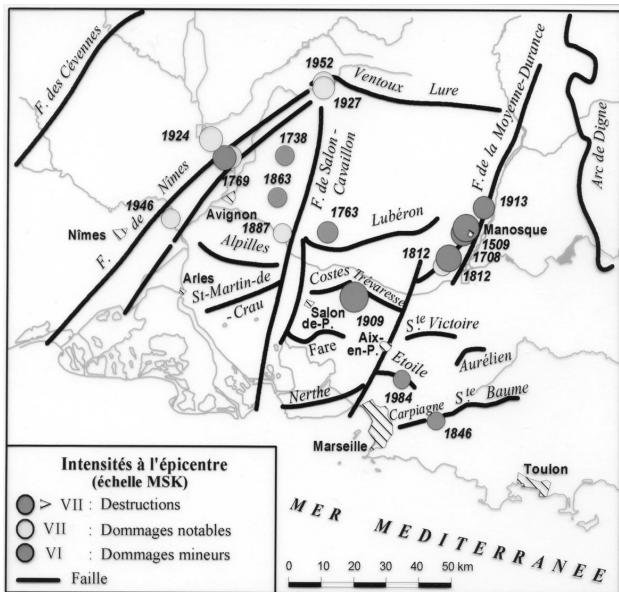 F. des Cévennes
1952
Ventoux
Lure
1927
1924
1738
F. de la Moyenne-Durance
Arc de Digne
F. de Salon-
Cavaillon
1769
1863
1913
1946
F. de Nîmes
Avignon
1763
Manosque
Nîmes
1887
Lubéron
1509
Alpilles
1812
1708
1812
Arles
St-Martin-de
-Crau
Costes
Trévaresse
Salon
de-P.
1909
Ste Victoire
Aix-
en-P.
Fare
Aurélien
Etoile
Nerthe
1984
Carpiagne
Ste Baume
1846
Marseille
Toulon
MER MEDITERRANEE
Intensités à l'épicentre
(échelle MSK)
> VII : Destructions
VII : Dommages notables
VI : Dommages mineurs
Faille
0 10 20 30 40 50 km